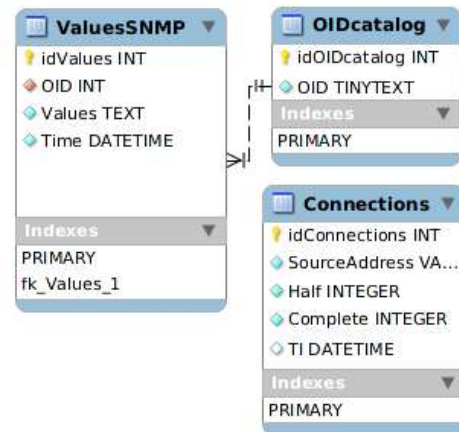 ValuesSNMP
idValues INT
OID INT
Values TEXT
Time DATETIME
Indexes
PRIMARY
fk_Values_1
OIDcatalog
idOIDcatalog INT
OID TINYTEXT
Indexes
PRIMARY
Connections
idConnections INT
SourceAddress VA...
Half INTEGER
Complete INTEGER
TI DATETIME
Indexes
PRIMARY